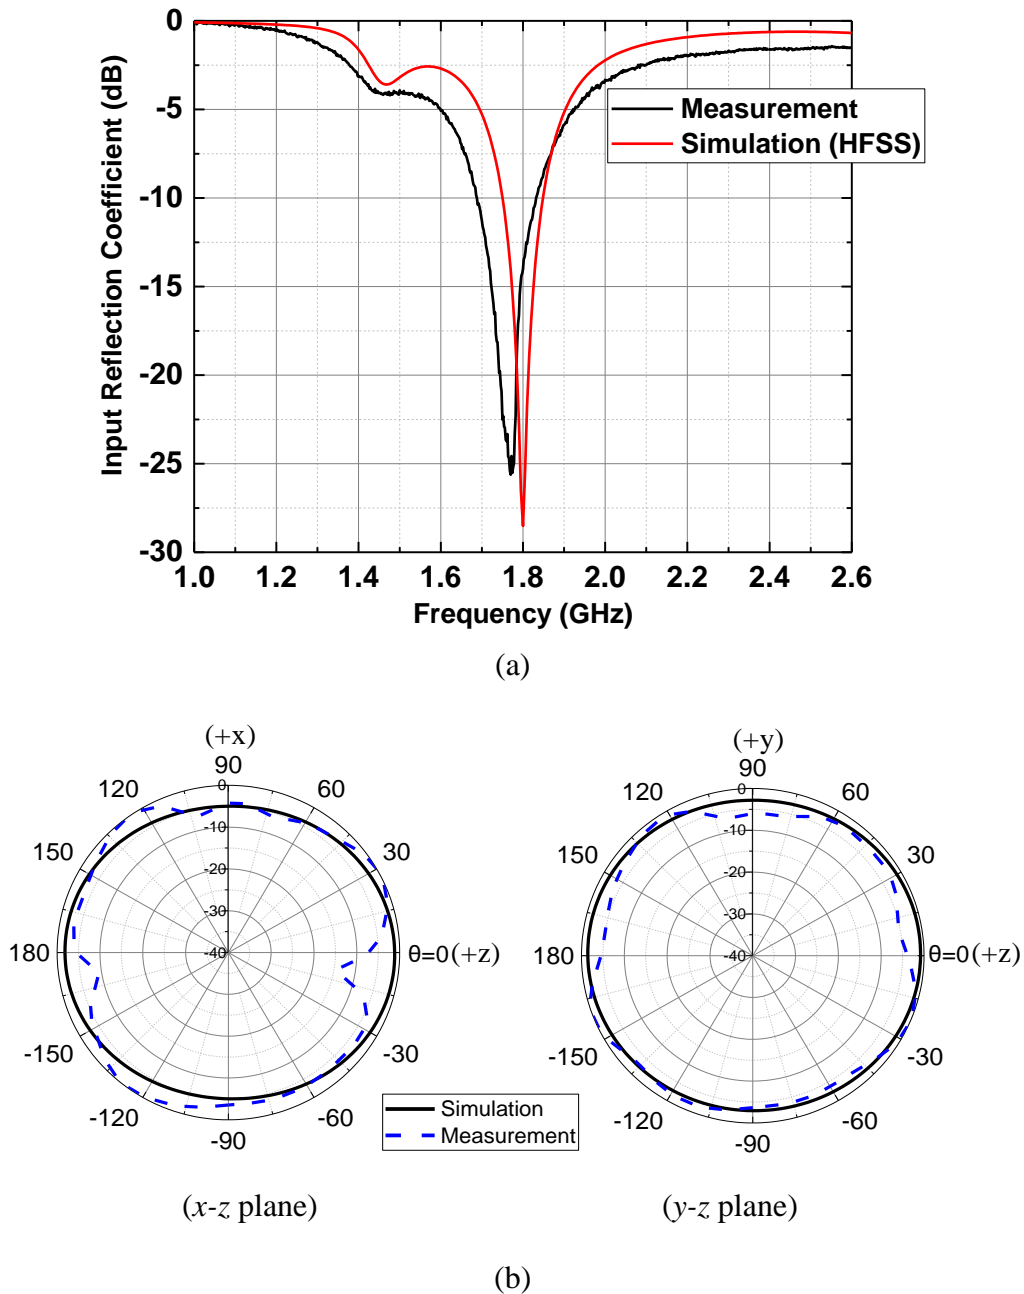 0
-5
-10
-15
-20
-25
-30
Input Reflection Coefficient (dB)
Measurement
Simulation (HFSS)
1.0 1.2 1.4 1.6 1.8 2.0 2.2 2.4 2.6
Frequency (GHz)
(a)
(+x)
90
120 60
150 30
180 θ=0(+z)
-150 -30
-120 -60
-90
0
-10
-20
-30
-40
(+y)
90
120 60
150 30
180 θ=0(+z)
-150 -30
-120 -60
-90
0
-10
-20
-30
-40
Simulation
Measurement
(x-z plane)
(y-z plane)
(b)